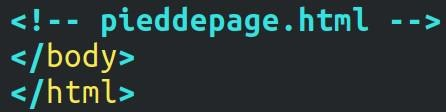 <!-- pieddepage.html -->
</body>
</html>